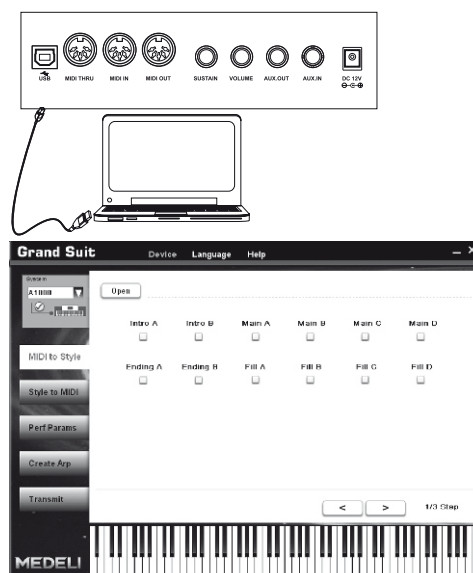 USB MIDI THRU MIDI IN MIDI OUT SUSTAIN VOLUME AUX.OUT AUX.IN DC 12V
Grand Suit Device Language Help
Open
Intro A Intro B Main A Main B Main C Main D
Ending A Ending B Fill A Fill B Fill C Fill D
MIDI to Style
Style to MIDI
Perf Params
Create Arp
Transmit
< > 1/3 Step
MEDELI